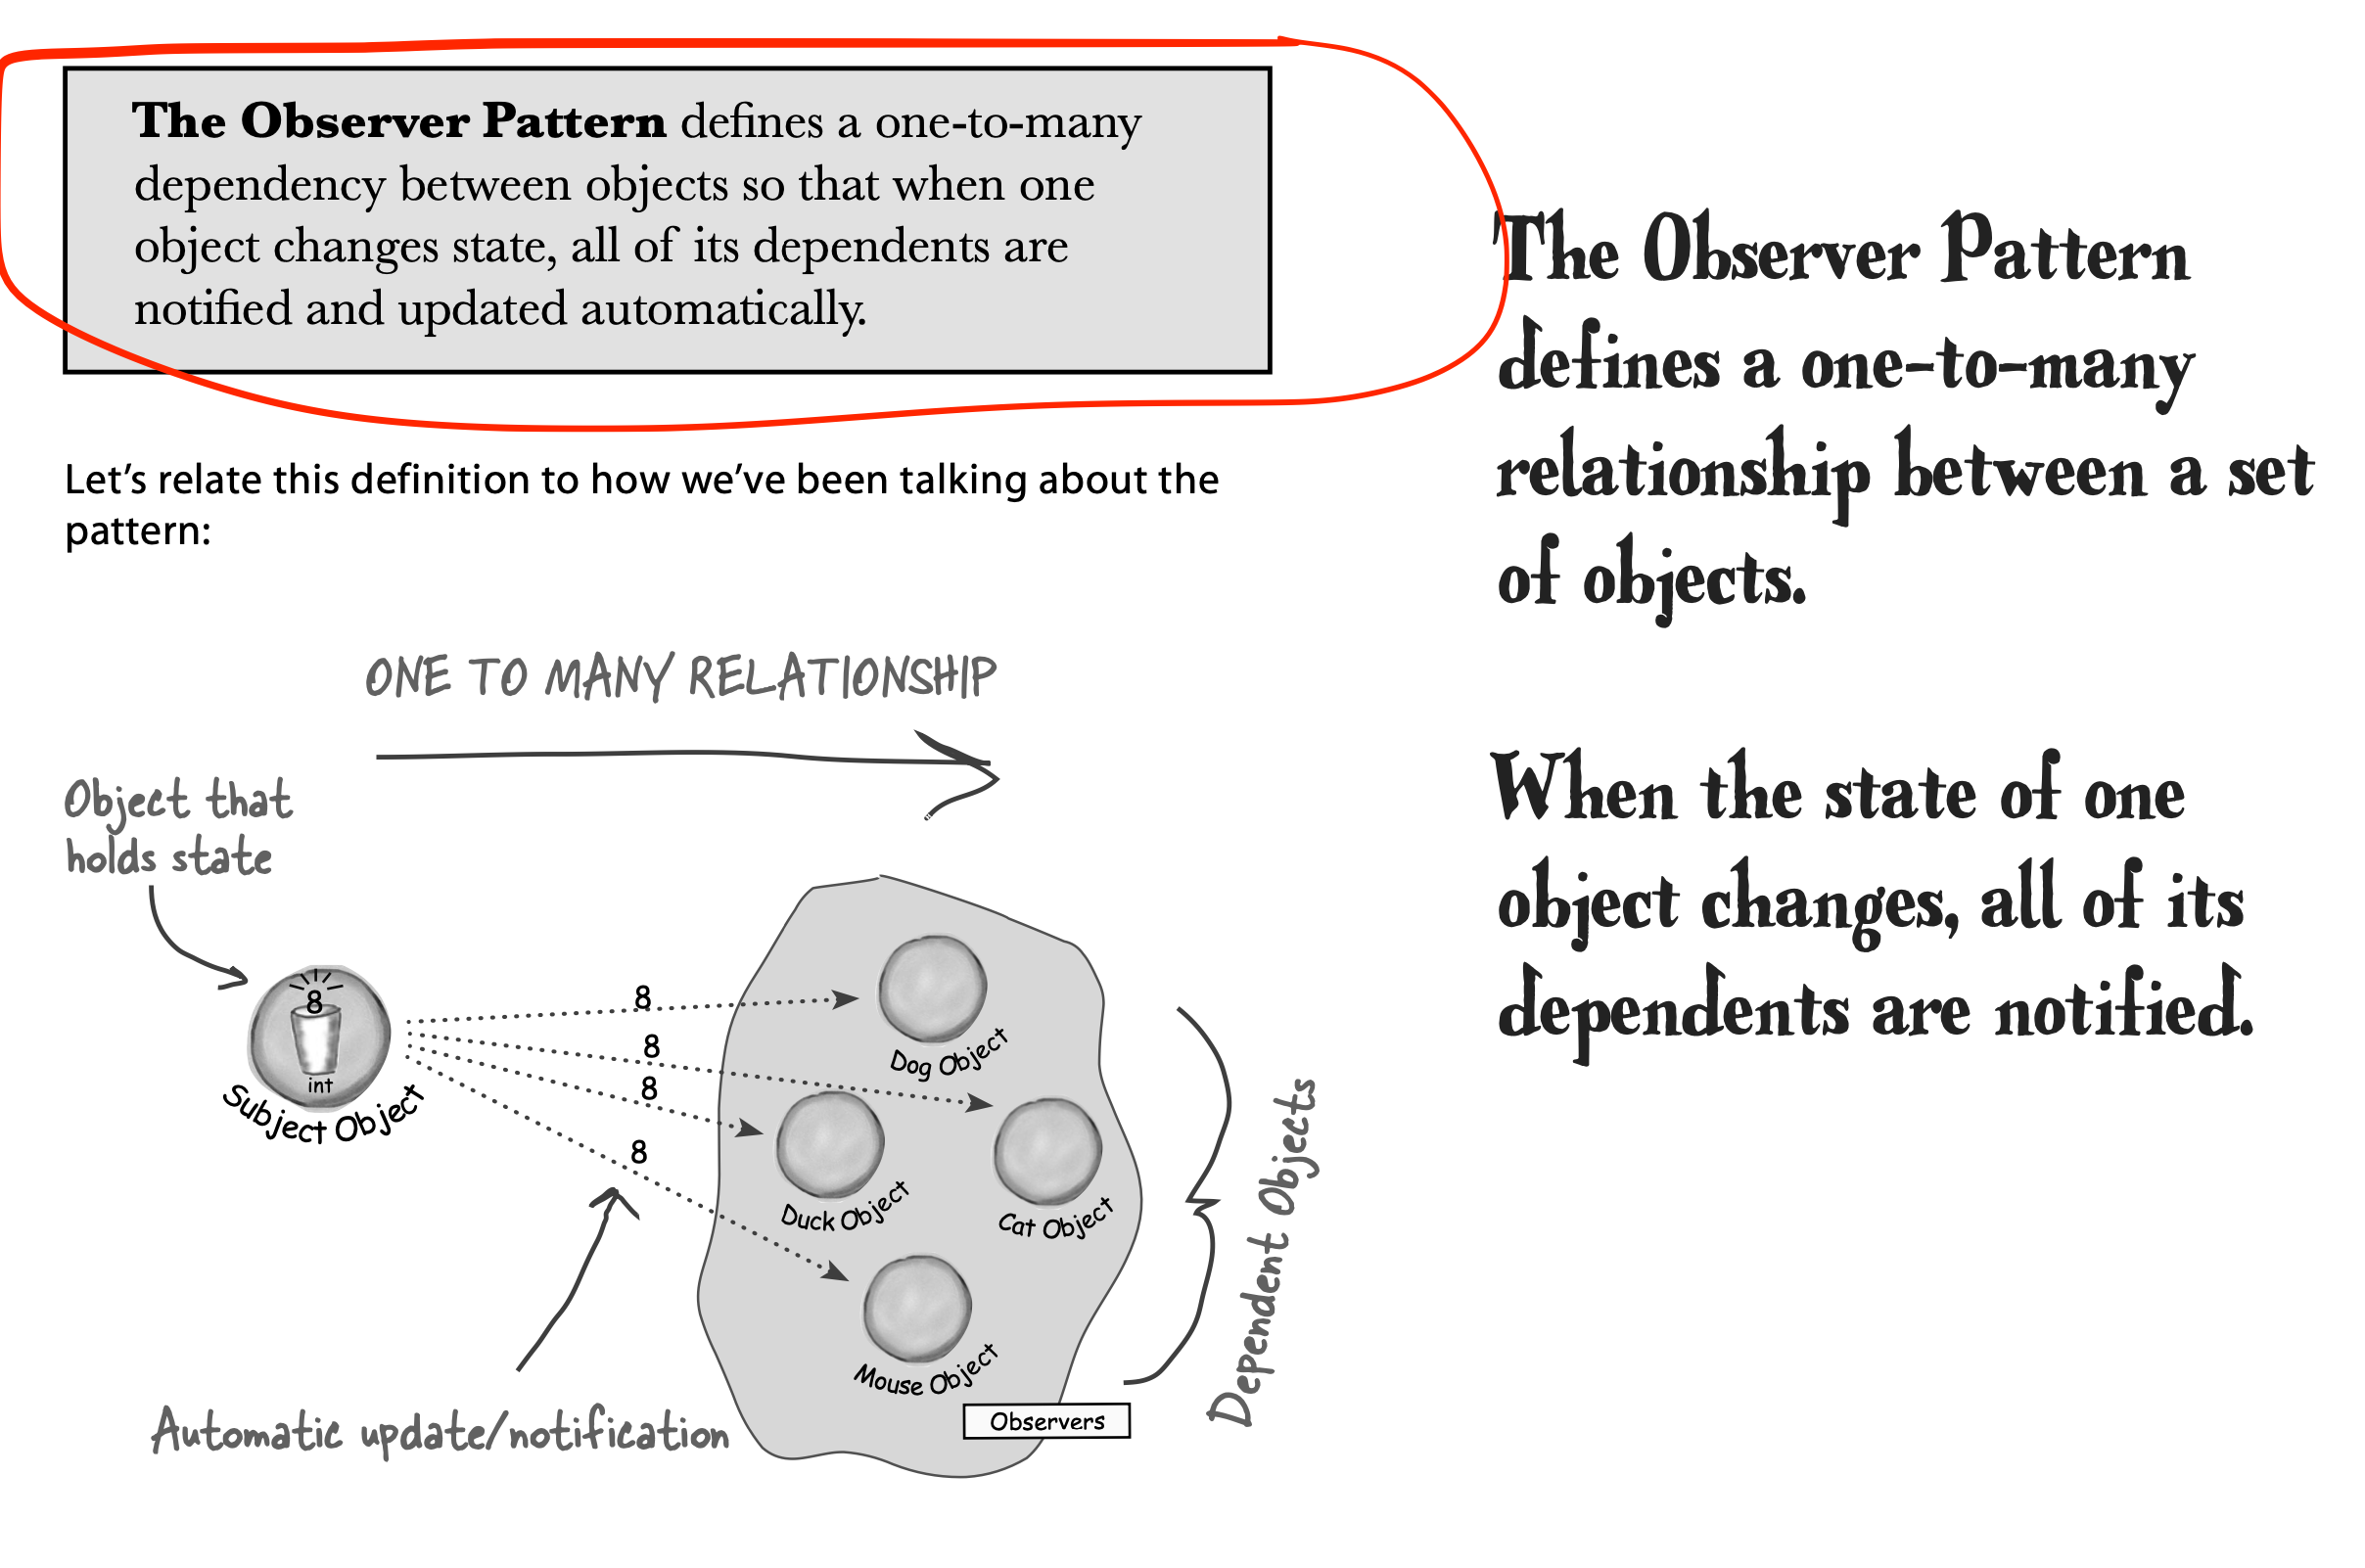 The Observer Pattern defines a one-to-many
dependency between objects so that when one
object changes state, all of its dependents are
notified and updated automatically.
Let’s relate this definition to how we’ve been talking about the
pattern:
The Observer Pattern
defines a one-to-many
relationship between a set
of objects.
When the state of one
object changes, all of its
dependents are notified.
ONE TO MANY RELATIONSHIP
Object that
holds state
8
int
Subject Object
8
8
8
8
Dog Object
Duck Object
Cat Object
Mouse Object
Observers
Dependent Objects
Automatic update/notification